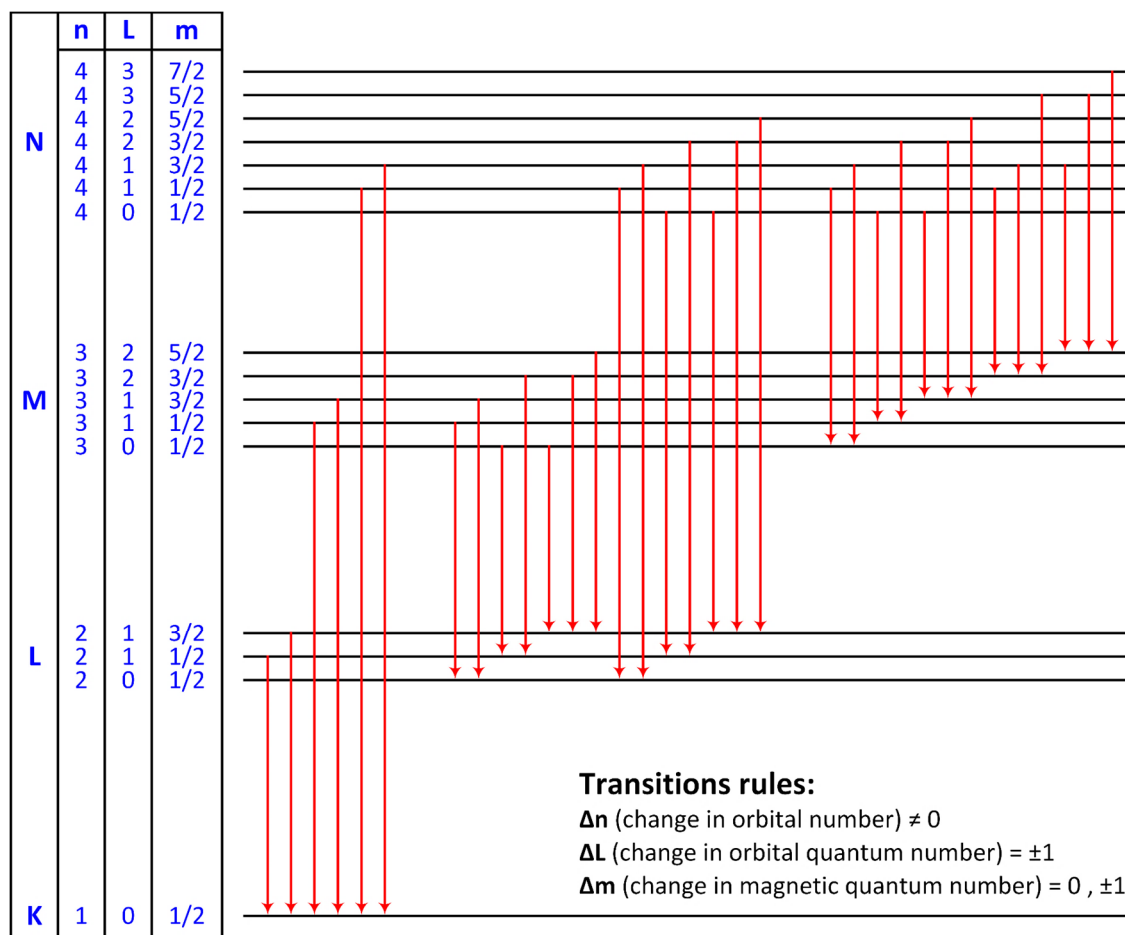 n L m
4 3 7/2
4 3 5/2
4 2 5/2
N 4 2 3/2
4 1 3/2
4 1 1/2
4 0 1/2
3 2 5/2
3 2 3/2
M 3 1 3/2
3 1 1/2
3 0 1/2
2 1 3/2
L 2 1 1/2
2 0 1/2
Transitions rules:
Δn (change in orbital number) ≠ 0
ΔL (change in orbital quantum number) = ±1
Δm (change in magnetic quantum number) = 0 , ±1
K 1 0 1/2